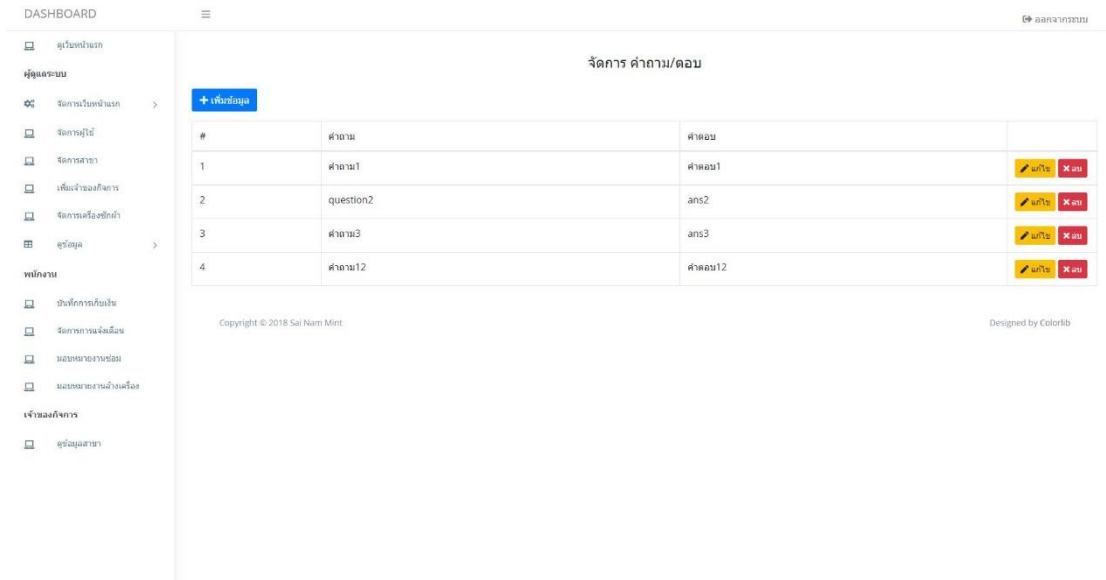 DASHBOARD
ออกจากระบบ
ดูเว็บหน้าแรก
ผู้ดูแลระบบ
จัดการเว็บหน้าแรก
จัดการผู้ใช้
จัดการสาขา
เพิ่มเจ้าของกิจการ
จัดการเครื่องซักผ้า
ดูข้อมูล
พนักงาน
บันทึกการเก็บเงิน
จัดการการแจ้งเตือน
มอบหมายงานซ่อม
มอบหมายงานล้างเครื่อง
เจ้าของกิจการ
ดูข้อมูลสาขา
จัดการ คำถาม/ตอบ
+ เพิ่มข้อมูล
# คำถาม คำตอบ
1 คำถาม1 คำตอบ1 แก้ไข ลบ
2 question2 ans2 แก้ไข ลบ
3 คำถาม3 ans3 แก้ไข ลบ
4 คำถาม12 คำตอบ12 แก้ไข ลบ
Copyright © 2018 Sai Nam Mint Designed by Colorlib